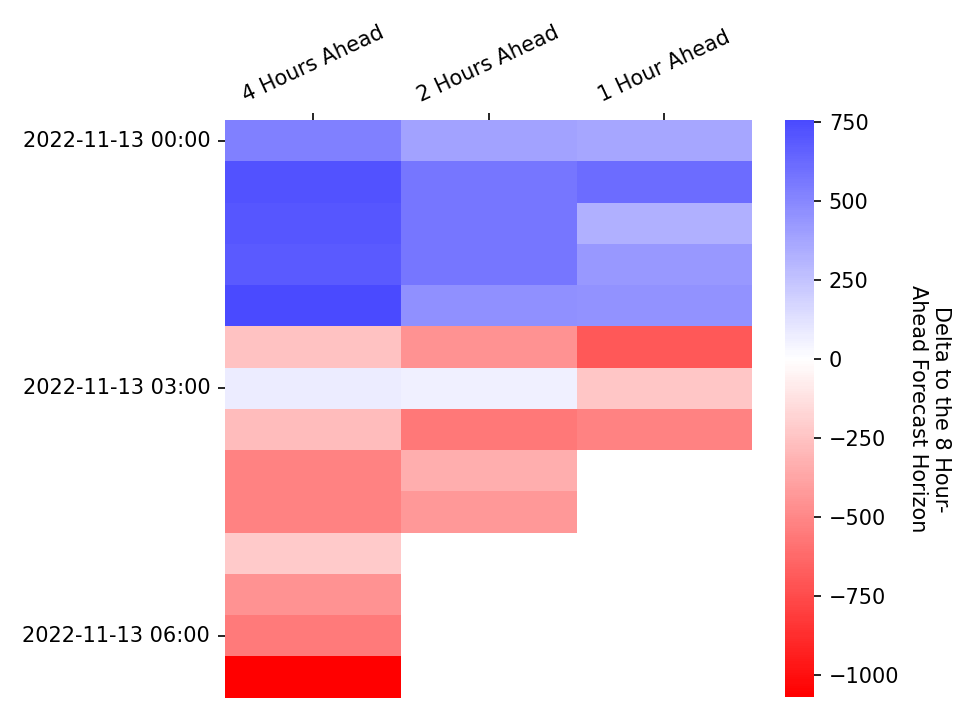 4 Hours Ahead
2 Hours Ahead
1 Hour Ahead
2022-11-13 00:00
2022-11-13 03:00
2022-11-13 06:00
750
500
250
0
−250
−500
−750
−1000
Delta to the 8 Hour-
Ahead Forecast Horizon